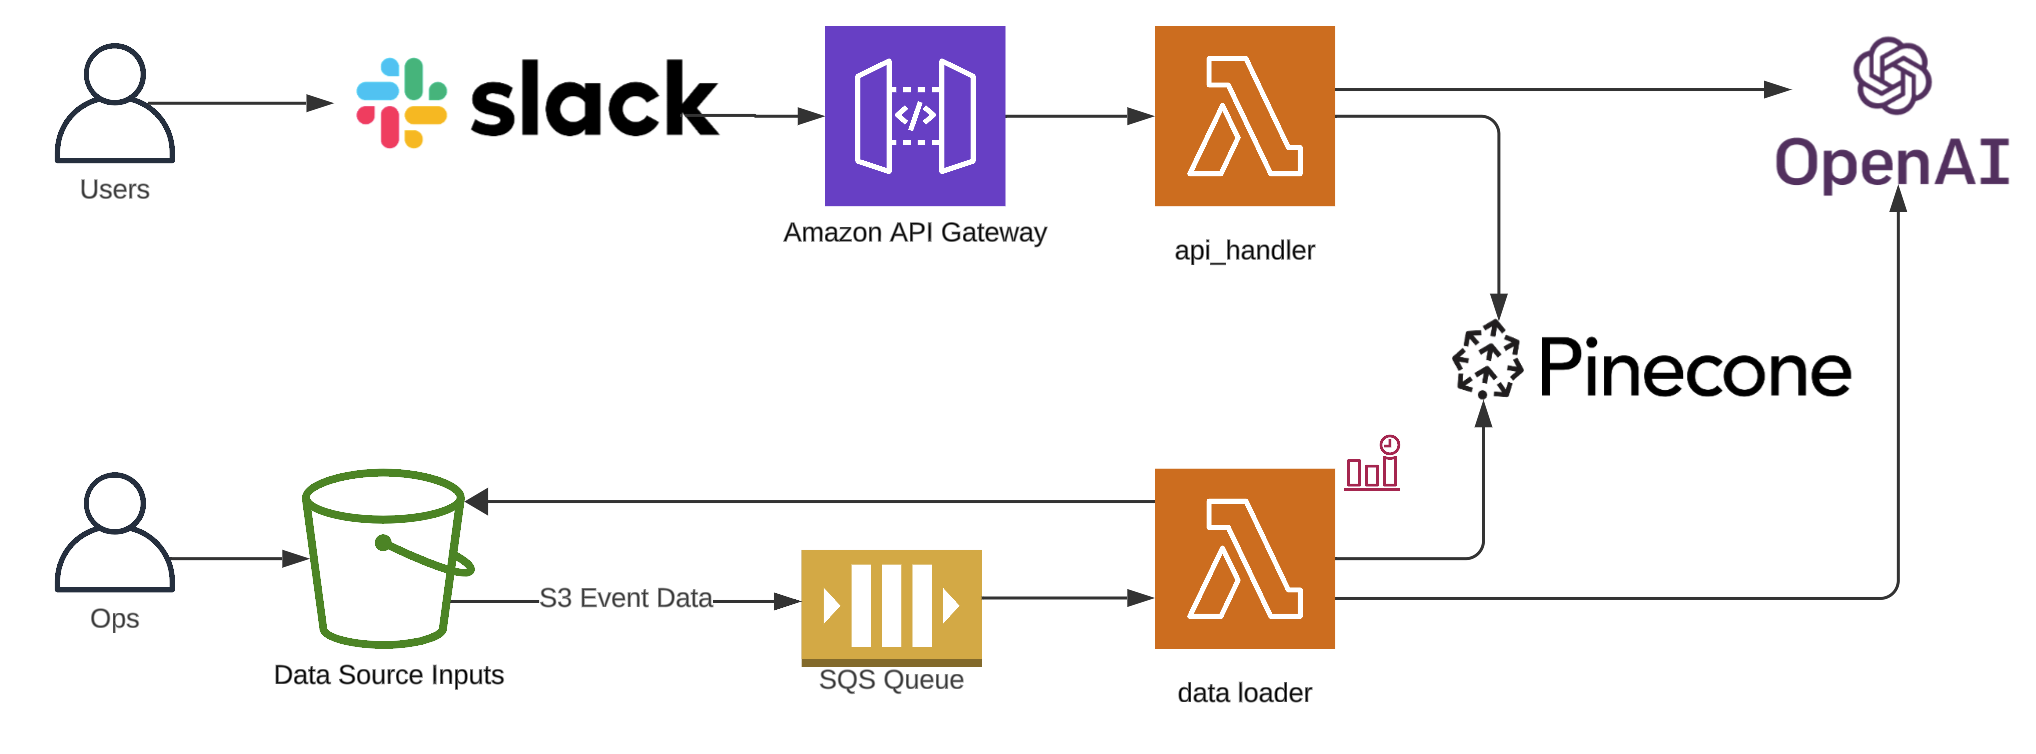 slack
OpenAI
Users
Amazon API Gateway
api_handler
Pinecone
S3 Event Data
Ops
Data Source Inputs
SQS Queue
data loader